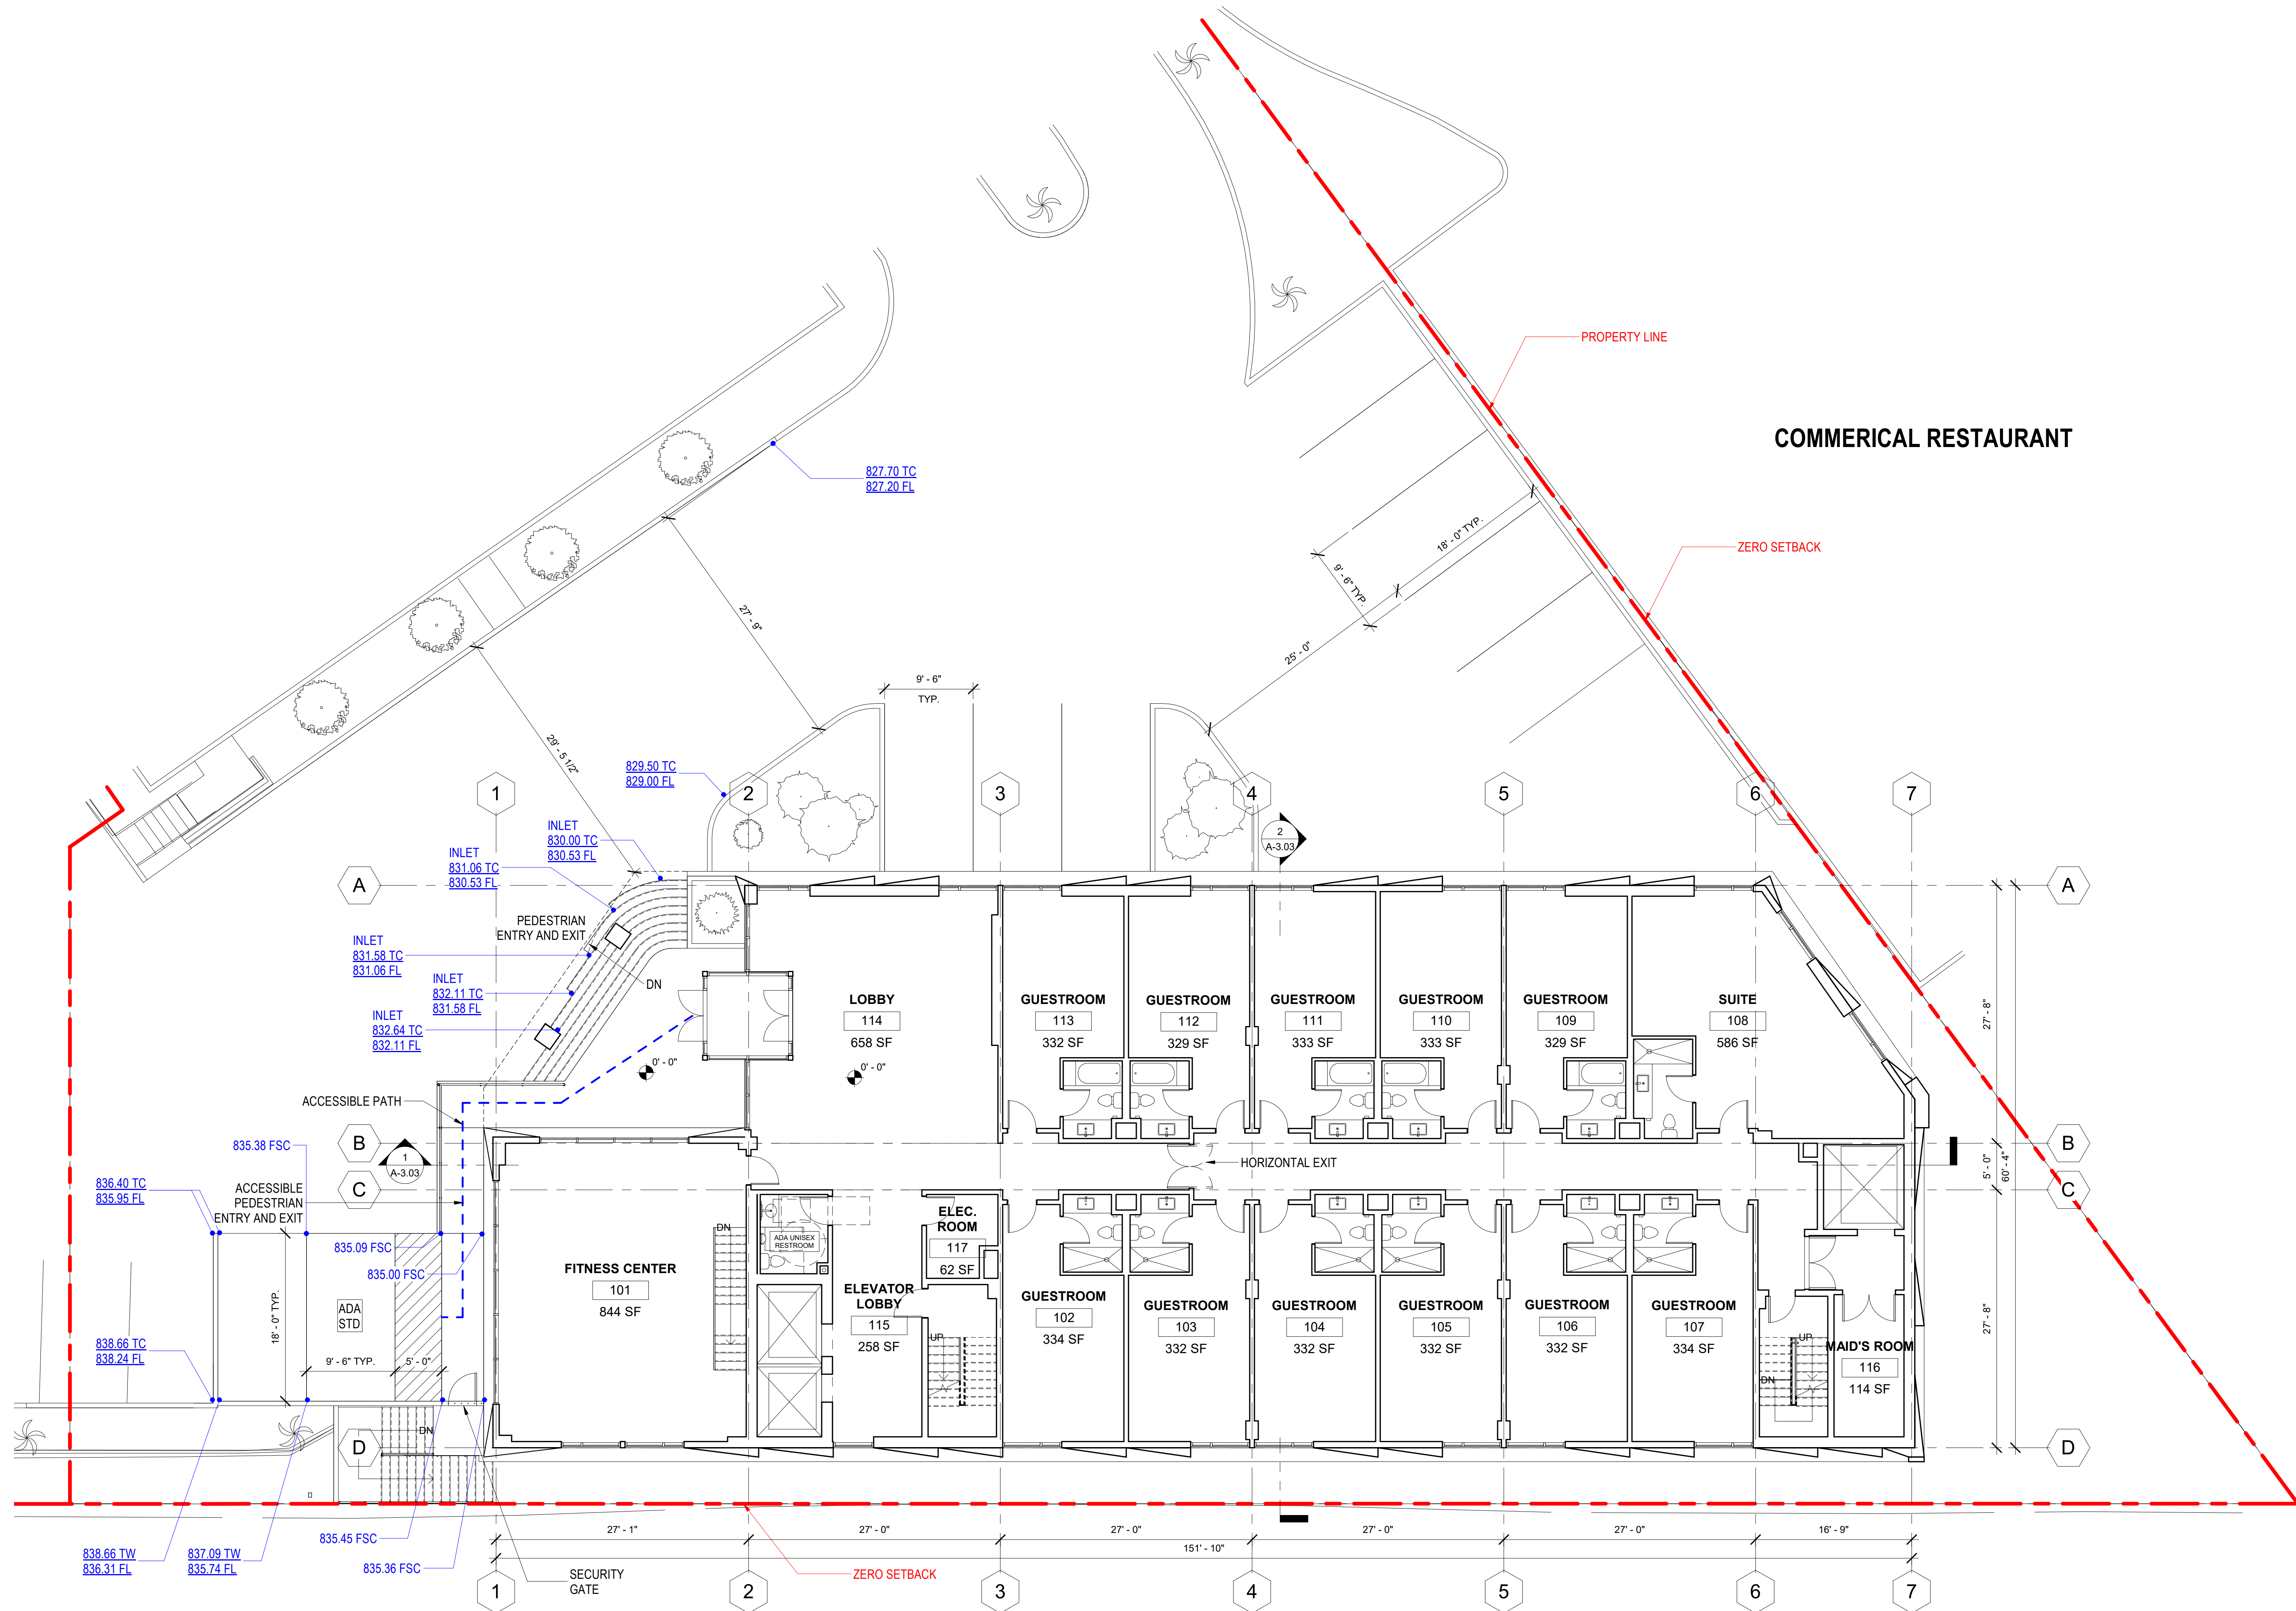 PROPERTY LINE
COMMERICAL RESTAURANT
827.70 TC
827.20 FL
18' - 0" TYP.
ZERO SETBACK
9' - 6" TYP.
27' - 9"
25' - 0"
9' - 6"
TYP.
29' - 5 1/2"
829.50 TC
829.00 FL
1
2
3
4
5
6
7
INLET
830.00 TC
830.53 FL
2
A-3.03
INLET
831.06 TC
830.53 FL
A
A
PEDESTRIAN
ENTRY AND EXIT
INLET
831.58 TC
831.06 FL
INLET
832.11 TC
831.58 FL
DN
INLET
832.64 TC
832.11 FL
LOBBY
114
658 SF
GUESTROOM
113
332 SF
GUESTROOM
112
329 SF
GUESTROOM
111
333 SF
GUESTROOM
110
333 SF
GUESTROOM
109
329 SF
SUITE
108
586 SF
27' - 8"
0' - 0"
0' - 0"
ACCESSIBLE PATH
835.38 FSC
B
B
1
A-3.03
HORIZONTAL EXIT
5' - 0"
60' - 4"
836.40 TC
835.95 FL
ACCESSIBLE
PEDESTRIAN
ENTRY AND EXIT
C
C
835.09 FSC
835.00 FSC
DN
ADA UNISEX
RESTROOM
ELEC.
ROOM
117
62 SF
FITNESS CENTER
101
844 SF
ELEVATOR
LOBBY
115
258 SF
UP
GUESTROOM
102
334 SF
GUESTROOM
103
332 SF
GUESTROOM
104
332 SF
GUESTROOM
105
332 SF
GUESTROOM
106
332 SF
GUESTROOM
107
334 SF
UP
DN
MAID'S ROOM
116
114 SF
27' - 8"
18' - 0" TYP.
ADA
STD
838.66 TC
838.24 FL
9' - 6" TYP.
5' - 0"
DN
D
D
835.45 FSC
838.66 TW
836.31 FL
837.09 TW
835.74 FL
835.36 FSC
SECURITY
GATE
ZERO SETBACK
27' - 1"
27' - 0"
27' - 0"
27' - 0"
27' - 0"
16' - 9"
151' - 10"
1
2
3
4
5
6
7